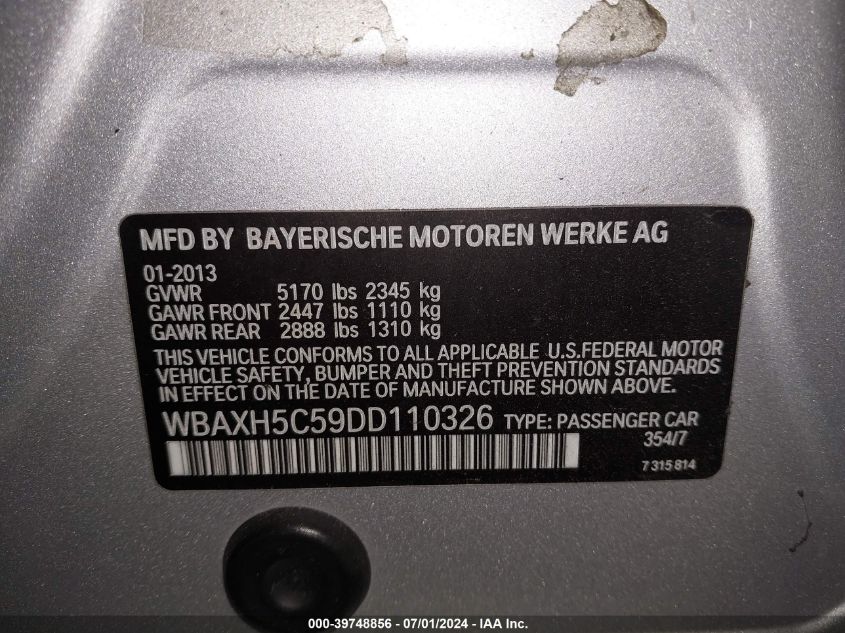 MFD BY BAYERISCHE MOTOREN WERKE AG
01-2013
GVWR 5170 lbs 2345 kg
GAWR FRONT 2447 lbs 1110 kg
GAWR REAR 2888 lbs 1310 kg
THIS VEHICLE CONFORMS TO ALL APPLICABLE U.S.FEDERAL MOTOR
VEHICLE SAFETY, BUMPER AND THEFT PREVENTION STANDARDS
IN EFFECT ON THE DATE OF MANUFACTURE SHOWN ABOVE.
WBAXH5C59DD110326 TYPE: PASSENGER CAR
354/7
7 315 814
000-39748856 - 07/01/2024 - IAA Inc.